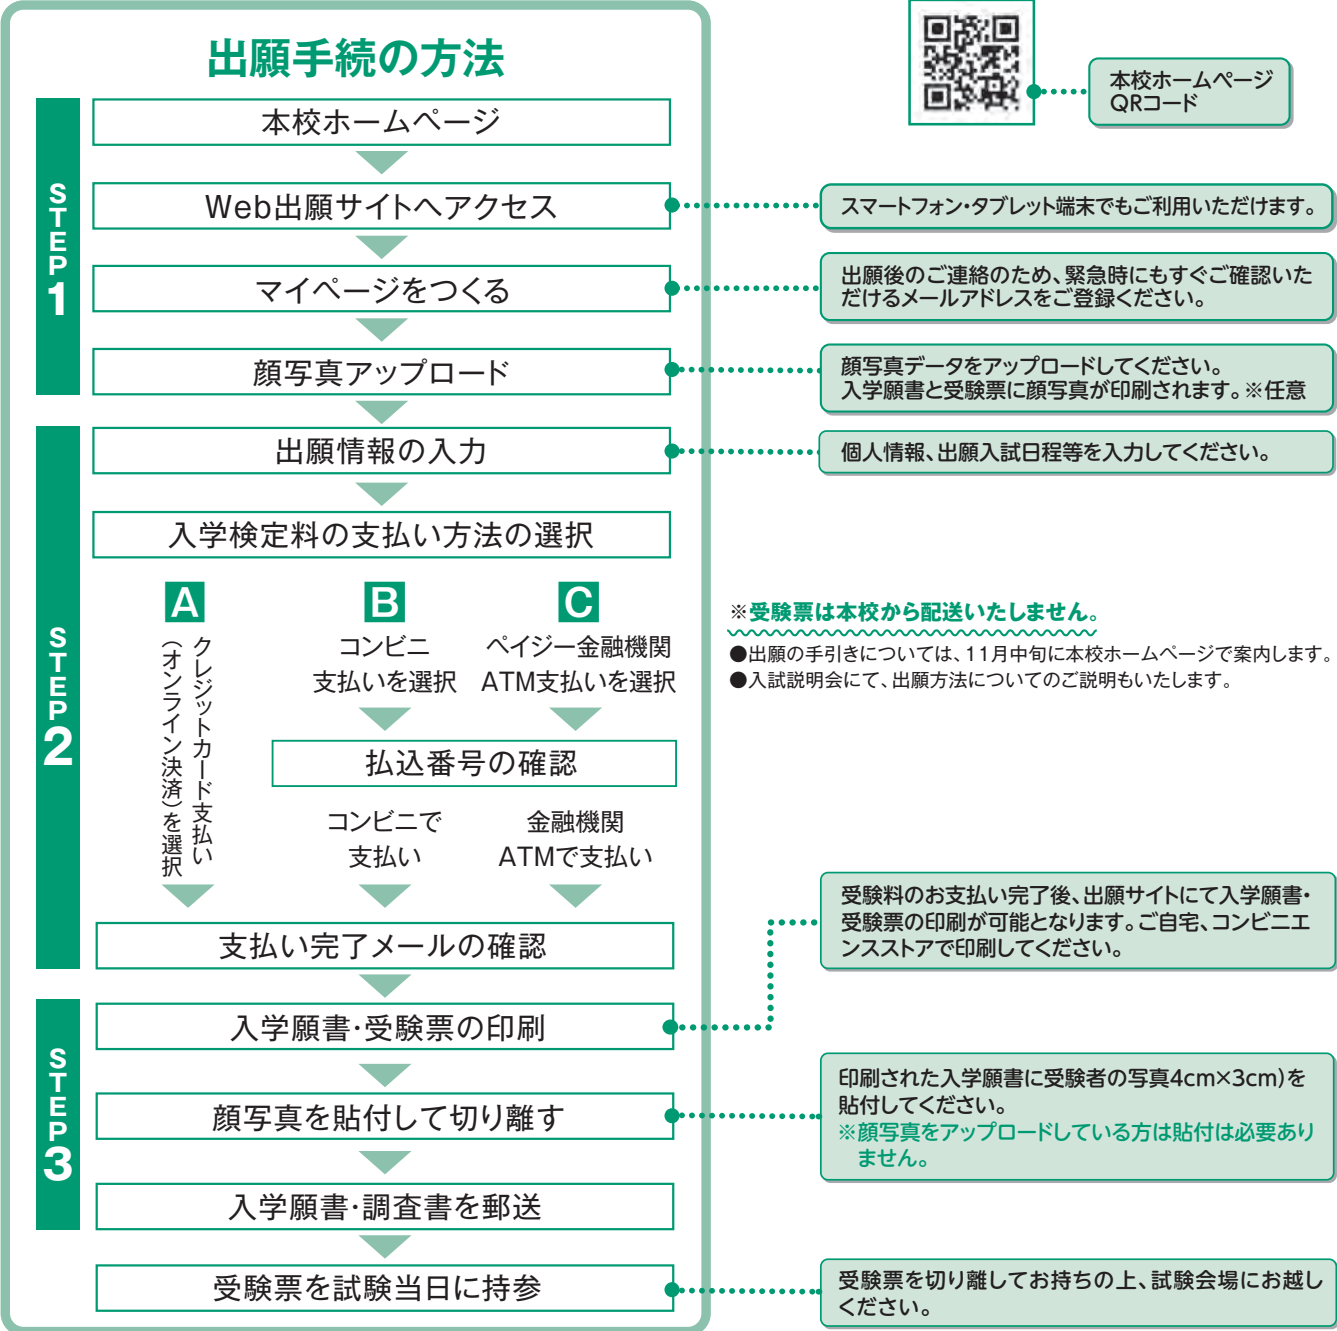 出願手続の方法
本校ホームページ
QRコード
STEP1
本校ホームページ
Web出願サイトへアクセス
スマートフォン・タブレット端末でもご利用いただけます。
マイページをつくる
出願後のご連絡のため、緊急時にもすぐご確認いた
だけるメールアドレスをご登録ください。
顔写真アップロード
顔写真データをアップロードしてください。
入学願書と受験票に顔写真が印刷されます。※任意
STEP2
出願情報の入力
個人情報、出願入試日程等を入力してください。
入学検定料の支払い方法の選択
A
クレジットカード支払い
（オンライン決済）を選択
B
コンビニ
支払いを選択
C
ペイジー金融機関
ATM支払いを選択
払込番号の確認
コンビニで
支払い
金融機関
ATMで支払い
※受験票は本校から配送いたしません。
●出願の手引きについては、11月中旬に本校ホームページで案内します。
●入試説明会にて、出願方法についてのご説明もいたします。
支払い完了メールの確認
STEP3
入学願書・受験票の印刷
受験料のお支払い完了後、出願サイトにて入学願書・
受験票の印刷が可能となります。ご自宅、コンビニエ
ンスストアで印刷してください。
顔写真を貼付して切り離す
印刷された入学願書に受験者の写真4cm×3cm)を
貼付してください。
※顔写真をアップロードしている方は貼付は必要あり
ません。
入学願書・調査書を郵送
受験票を試験当日に持参
受験票を切り離してお持ちの上、試験会場にお越し
ください。